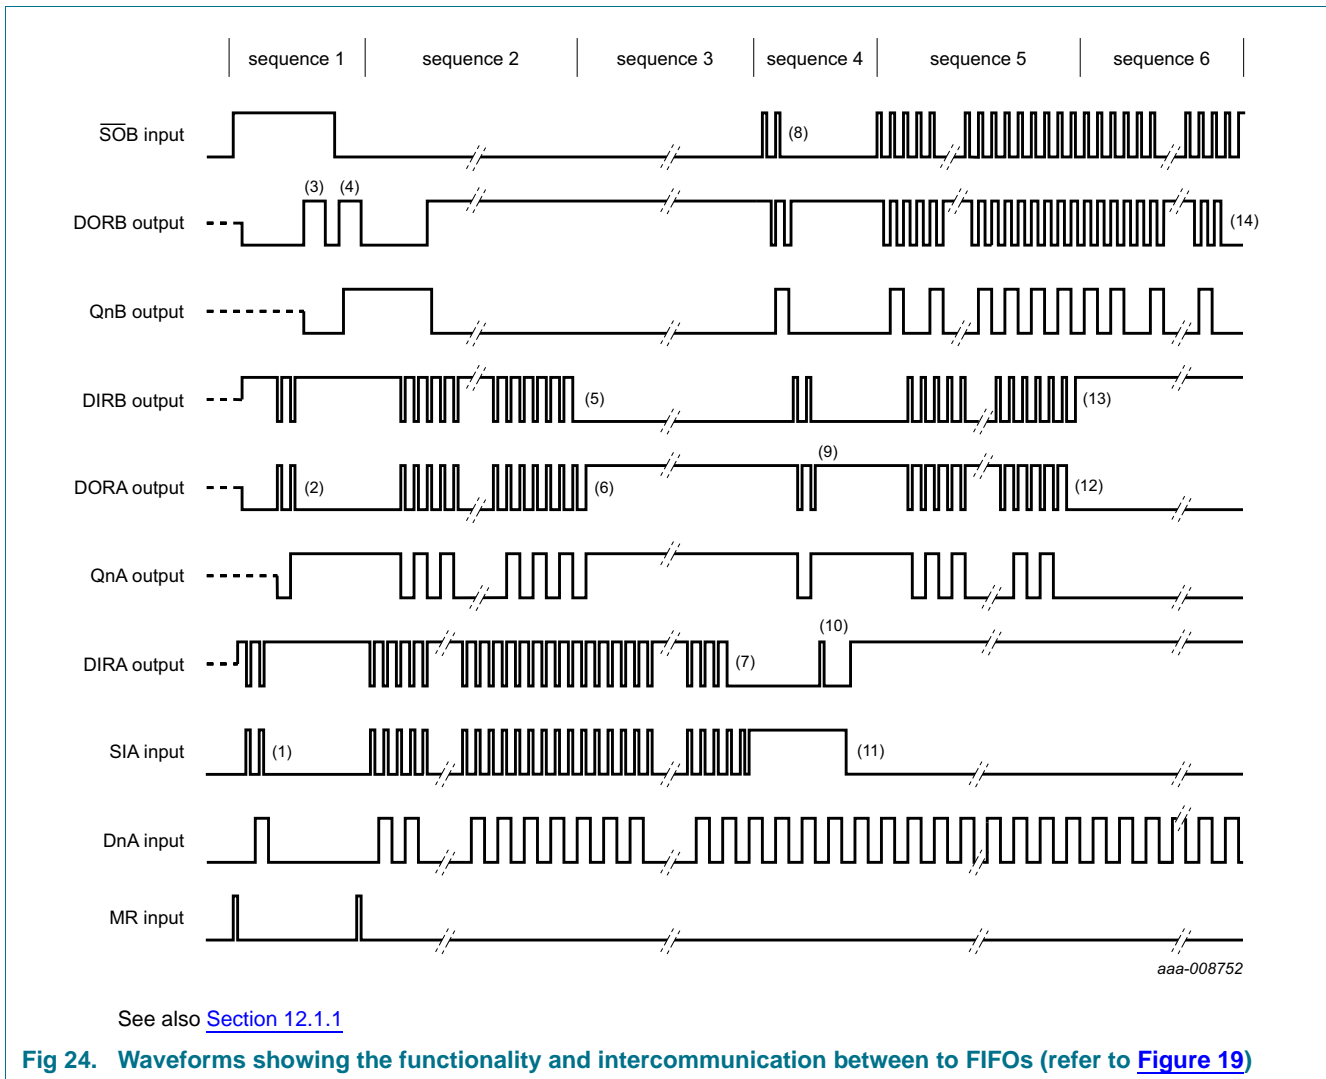 sequence 1 sequence 2 sequence 3 sequence 4 sequence 5 sequence 6
SOB input (8)
(3) (4)
DORB output (14)
QnB output
DIRB output (5) (13)
(9)
DORA output (2) (6) (12)
QnA output
(10)
DIRA output (7)
SIA input (1) (11)
DnA input
MR input
aaa-008752
See also Section 12.1.1
Fig 24. Waveforms showing the functionality and intercommunication between to FIFOs (refer to Figure 19)